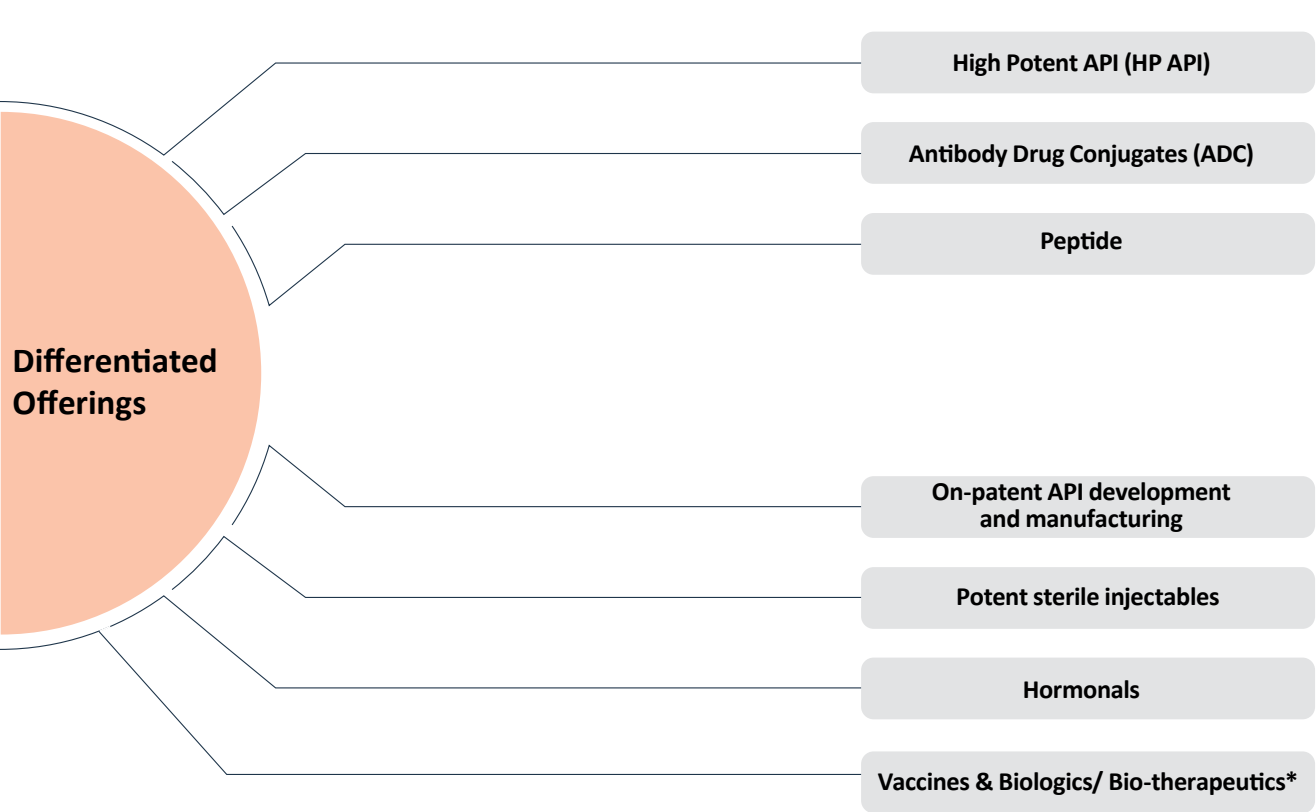 High Potent API (HP API)
Antibody Drug Conjugates (ADC)
Peptide
Differentiated
Offerings
On-patent API development
and manufacturing
Potent sterile injectables
Hormonals
Vaccines & Biologics/ Bio-therapeutics*